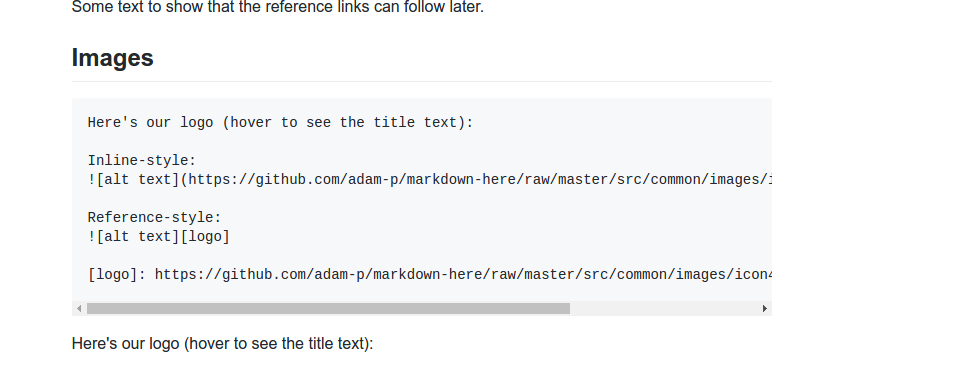 Some text to show that the reference links can follow later.
Images
Here's our logo (hover to see the title text):
Inline-style:
![alt text](https://github.com/adam-p/markdown-here/raw/master/src/common/images/
Reference-style:
![alt text][logo]
[logo]: https://github.com/adam-p/markdown-here/raw/master/src/common/images/icon4
Here's our logo (hover to see the title text):